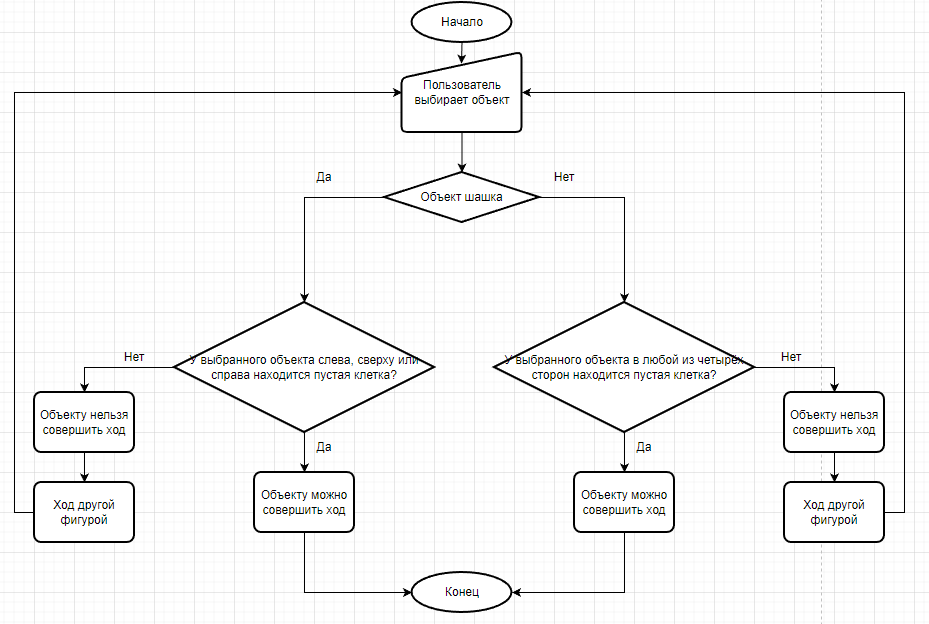 Начало
Пользователь
выбирает объект
Да
Нет
Объект шашка
У выбранного объекта слева, сверху или
справа находится пустая клетка?
У выбранного объекта в любой из четырёх
сторон находится пустая клетка?
Нет
Нет
Объекту нельзя
совершить ход
Объекту нельзя
совершить ход
Да
Да
Объекту можно
совершить ход
Объекту можно
совершить ход
Ход другой
фигурой
Ход другой
фигурой
Конец